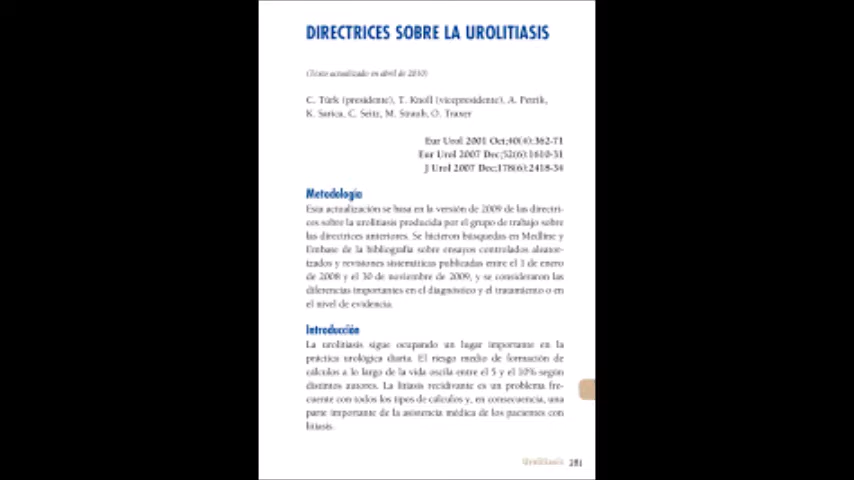 DIRECTRICES SOBRE LA UROLITIASIS
(Texto actualizado en abril de 2010)
C. Türk (presidente), T. Knoll (vicepresidente), A. Petrik,
K. Sarica, C. Seitz, M. Straub, O. Traxer
Eur Urol 2001 Oct;40(4):362-71
Eur Urol 2007 Dec;52(6):1610-31
J Urol 2007 Dec;178(6):2418-34
Metodología
Esta actualización se basa en la versión de 2009 de las directri-
ces sobre la urolitiasis producida por el grupo de trabajo sobre
las directrices anteriores. Se hicieron búsquedas en Medline y
Embase de la bibliografía sobre ensayos controlados aleator-
izados y revisiones sistemáticas publicadas entre el 1 de enero
de 2008 y el 30 de noviembre de 2009, y se consideraron las
diferencias importantes en el diagnóstico y el tratamiento o en
el nivel de evidencia.
Introducción
La urolitiasis sigue ocupando un lugar importante en la
práctica urológica diaria. El riesgo medio de formación de
cálculos a lo largo de la vida oscila entre el 5 y el 10% según
distintos autores. La litiasis recidivante es un problema fre-
cuente con todos los tipos de cálculos y, en consecuencia, una
parte importante de la asistencia médica de los pacientes con
litiasis.
Urolitiasis 281